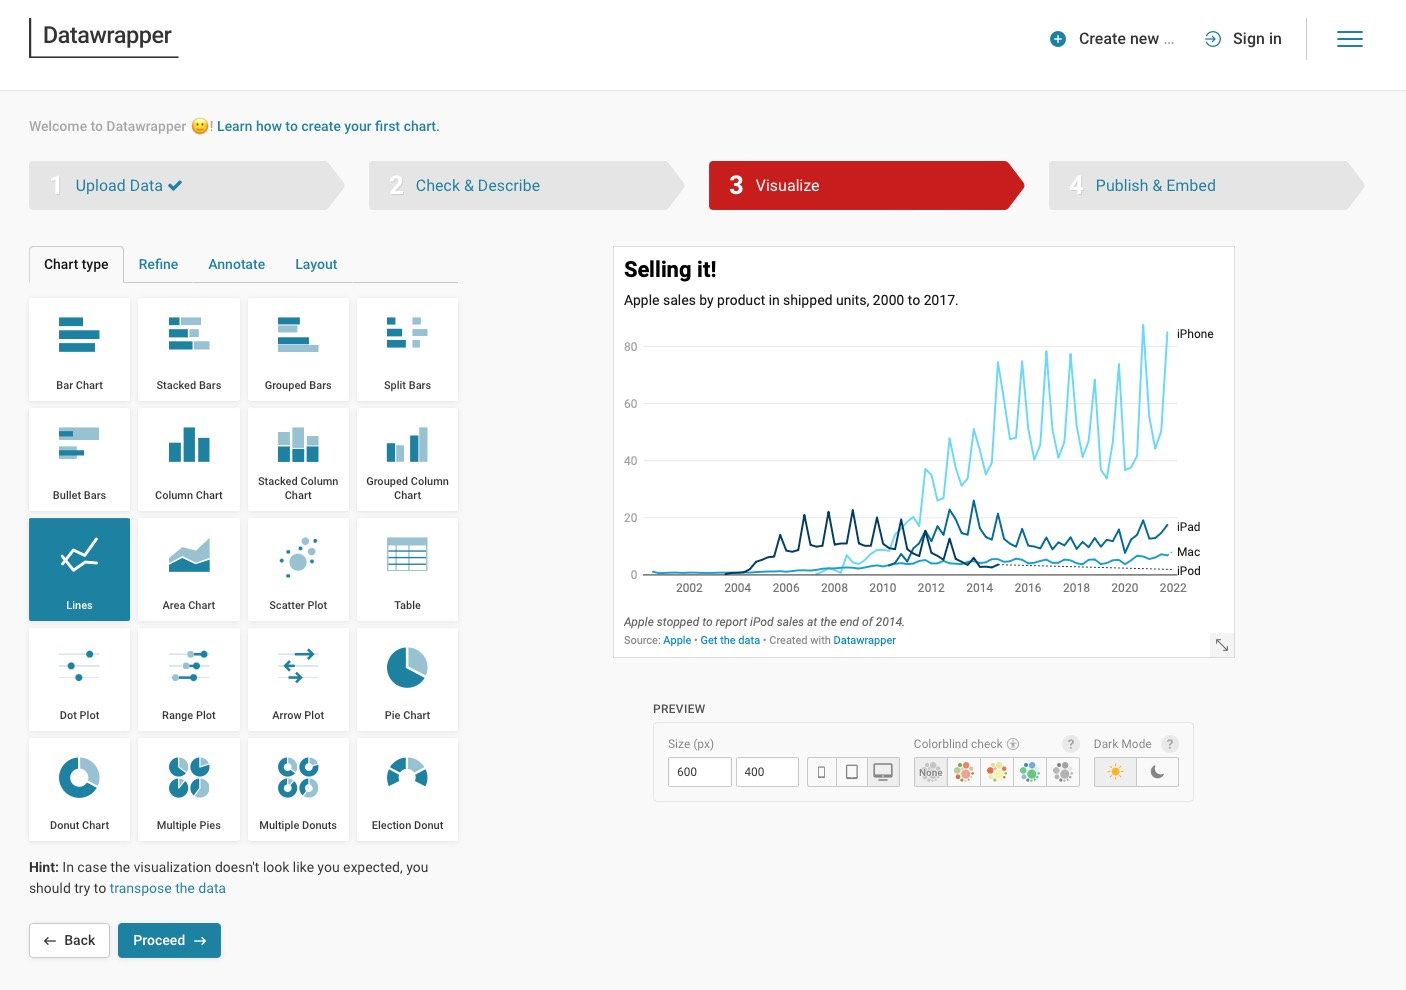 Datawrapper
Create new ...
Sign in
Welcome to Datawrapper 🙂! Learn how to create your first chart.
1 Upload Data ✔
2 Check & Describe
3 Visualize
4 Publish & Embed
Chart type
Refine
Annotate
Layout
Bar Chart
Stacked Bars
Grouped Bars
Split Bars
Bullet Bars
Column Chart
Stacked Column
Chart
Grouped Column
Chart
Lines
Area Chart
Scatter Plot
Table
Dot Plot
Range Plot
Arrow Plot
Pie Chart
Donut Chart
Multiple Pies
Multiple Donuts
Election Donut
Hint: In case the visualization doesn't look like you expected, you
should try to transpose the data
← Back
Proceed →
Selling it!
Apple sales by product in shipped units, 2000 to 2017.
80
60
40
20
0
iPhone
iPad
Mac
iPod
2002 2004 2006 2008 2010 2012 2014 2016 2018 2020 2022
Apple stopped to report iPod sales at the end of 2014.
Source: Apple • Get the data • Created with Datawrapper
PREVIEW
Size (px)
Colorblind check
?
Dark Mode
?
600
400
None